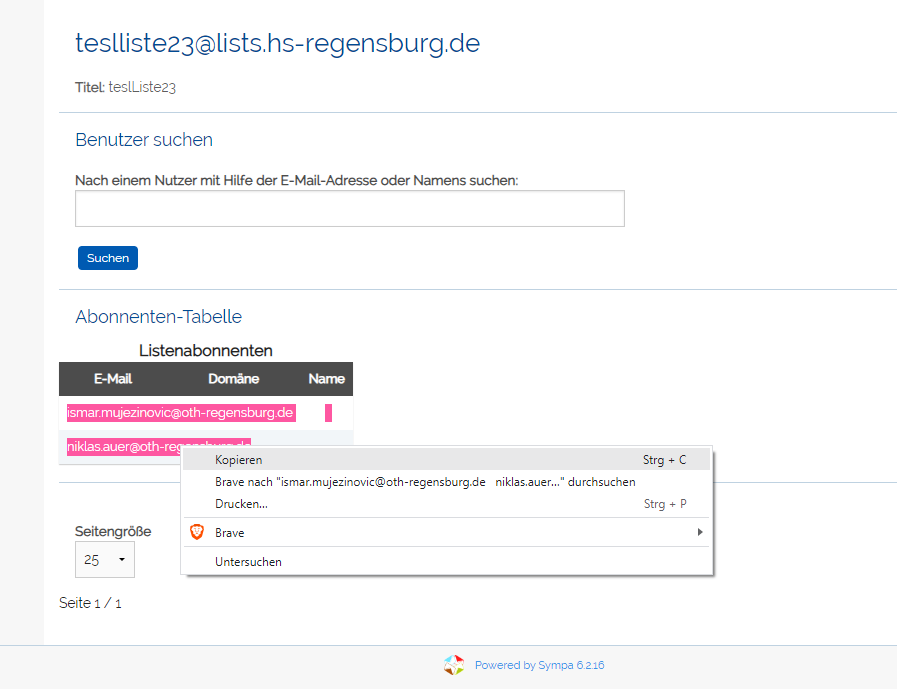 teslliste23@lists.hs-regensburg.de
Titel: teslListe23
Benutzer suchen
Nach einem Nutzer mit Hilfe der E-Mail-Adresse oder Namens suchen:
Suchen
Abonnenten-Tabelle
Listenabonnenten
E-Mail Domäne Name
ismar.mujezinovic@oth-regensburg.de
niklas.auer@oth-regensburg.de
Kopieren Strg + C
Brave nach "ismar.mujezinovic@oth-regensburg.de niklas.auer..." durchsuchen
Drucken... Strg + P
Brave
Untersuchen
Seitengröße
25
Seite 1 / 1
Powered by Sympa 6.2.16